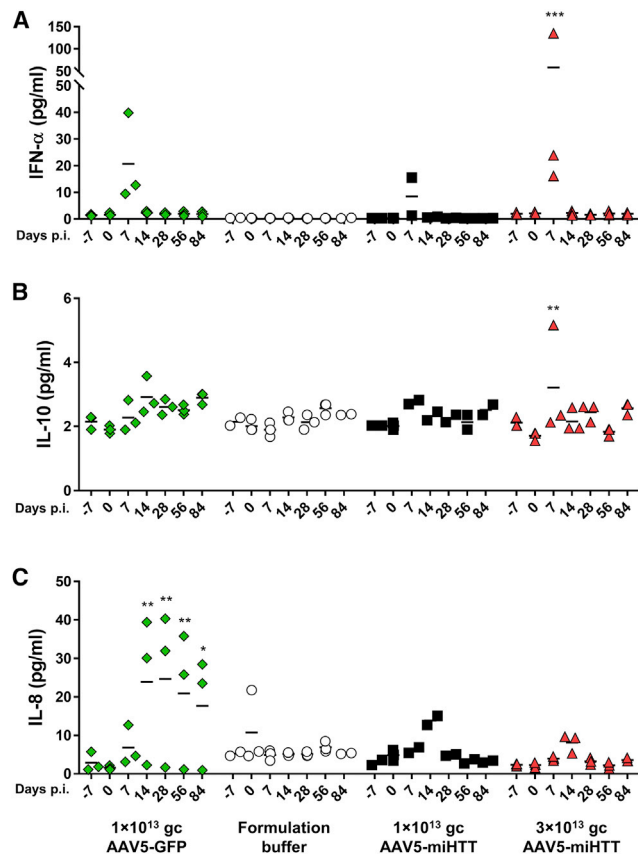 A
***
150
100
50
50
40
30
20
10
0
IFN-α (pg/ml)
Days p.i. -7 0 7 14 28 56 84 -7 0 7 14 28 56 84 -7 0 7 14 28 56 84 -7 0 7 14 28 56 84
B
**
6
4
2
0
IL-10 (pg/ml)
Days p.i. -7 0 7 14 28 56 84 -7 0 7 14 28 56 84 -7 0 7 14 28 56 84 -7 0 7 14 28 56 84
C
** ** ** *
50
40
30
20
10
0
IL-8 (pg/ml)
Days p.i. -7 0 7 14 28 56 84 -7 0 7 14 28 56 84 -7 0 7 14 28 56 84 -7 0 7 14 28 56 84
1×10¹³ gc Formulation 1×10¹³ gc 3×10¹³ gc
AAV5-GFP buffer AAV5-miHTT AAV5-miHTT